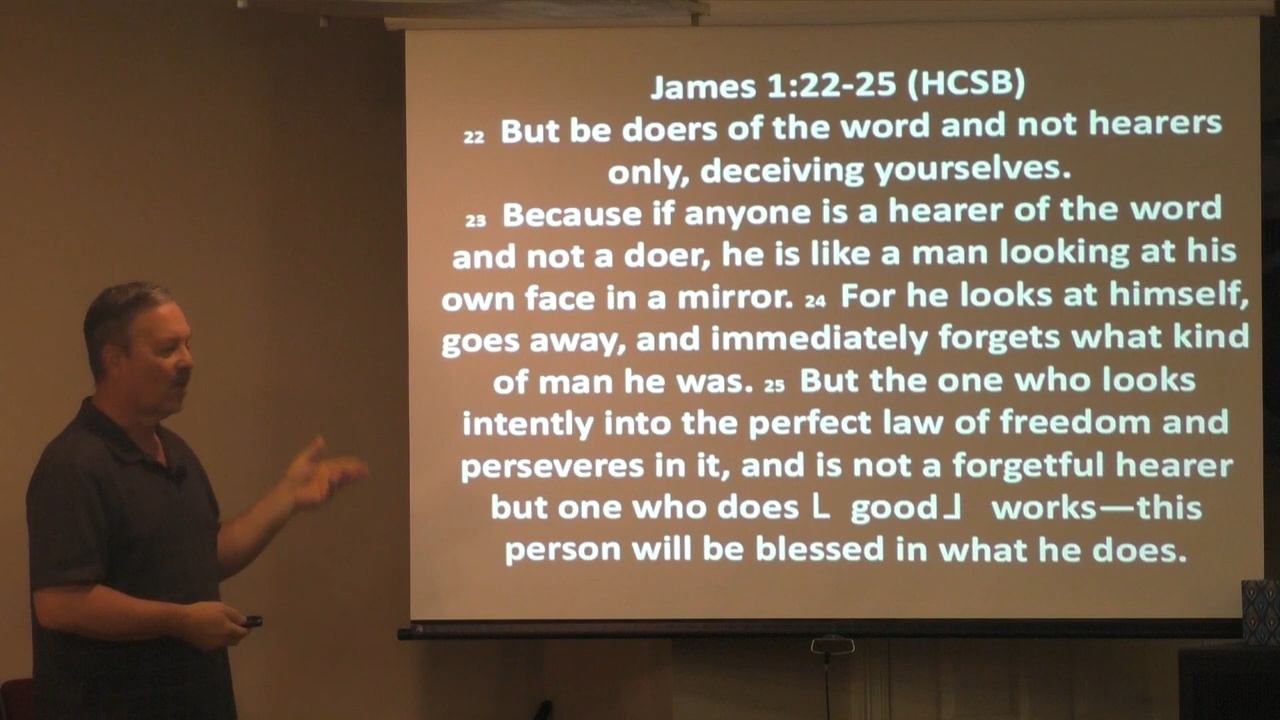 James 1:22-25 (HCSB)
22 But be doers of the word and not hearers
only, deceiving yourselves.
23 Because if anyone is a hearer of the word
and not a doer, he is like a man looking at his
own face in a mirror. 24 For he looks at himself,
goes away, and immediately forgets what kind
of man he was. 25 But the one who looks
intently into the perfect law of freedom and
perseveres in it, and is not a forgetful hearer
but one who does ⌊ good⌋ works—this
person will be blessed in what he does.